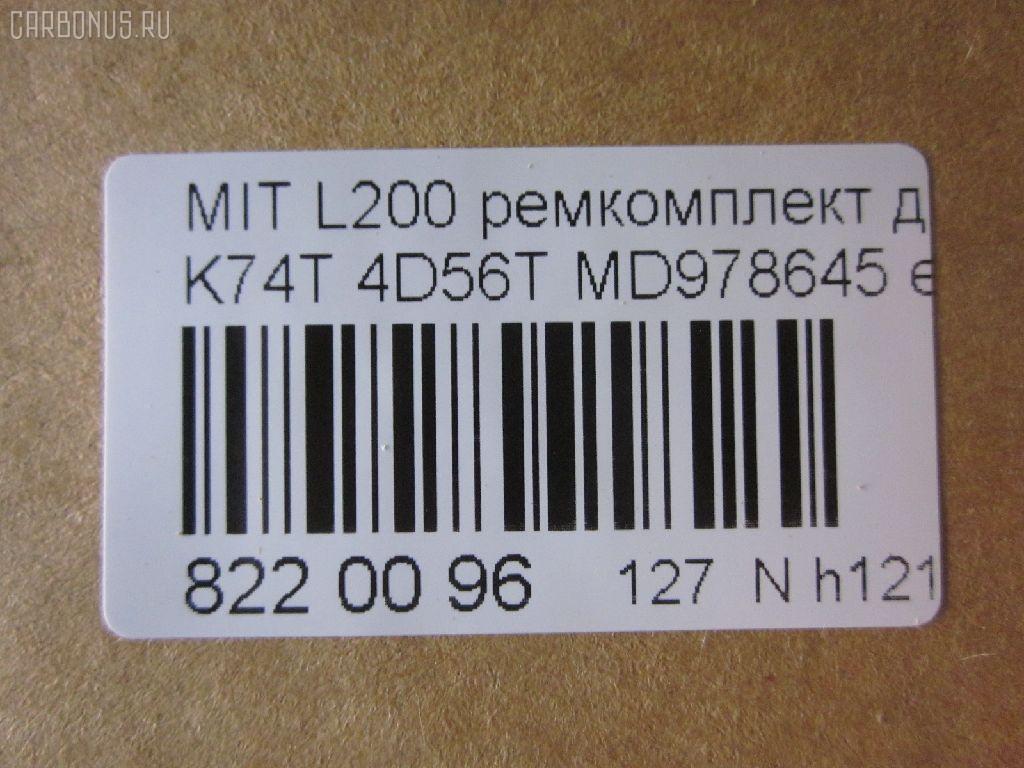 CARBONUS.RU
MIT L200 ремкомплект д
K74T 4D56T MD978645 е
822 00 96 127 N h121